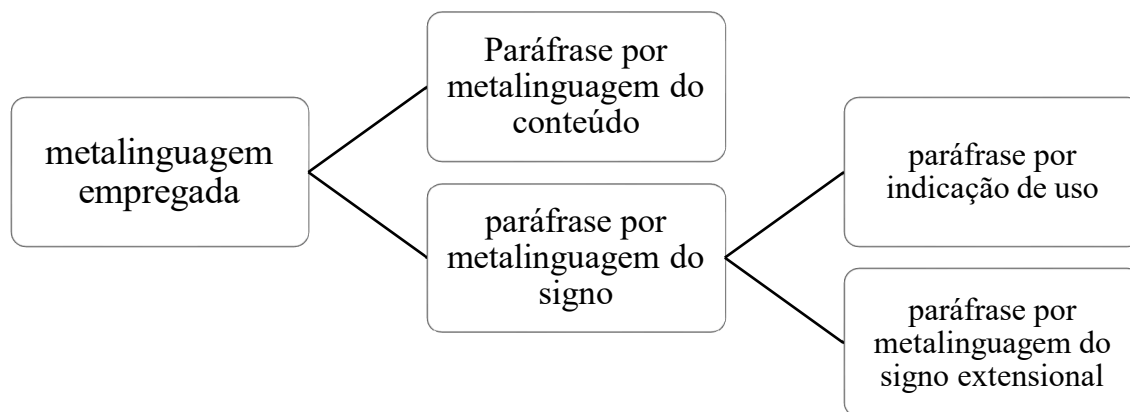 metalinguagem
empregada
Paráfrase por
metalinguagem do
conteúdo
paráfrase por
metalinguagem do
signo
paráfrase por
indicação de uso
paráfrase por
metalinguagem do
signo extensional